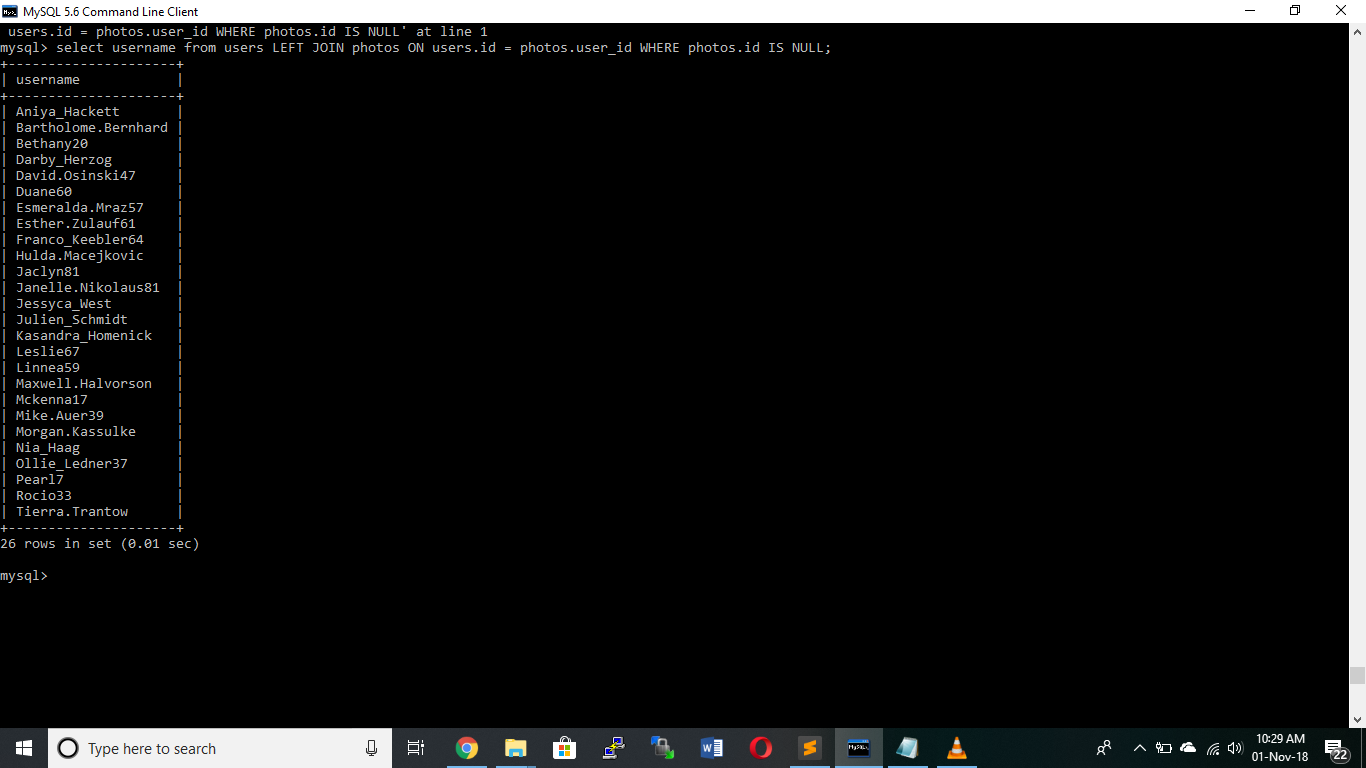 MySQL 5.6 Command Line Client
users.id = photos.user_id WHERE photos.id IS NULL' at line 1
mysql> select username from users LEFT JOIN photos ON users.id = photos.user_id WHERE photos.id IS NULL;
+---------------------+
| username            |
+---------------------+
| Aniya_Hackett       |
| Bartholome.Bernhard |
| Bethany20           |
| Darby_Herzog        |
| David.Osinski47     |
| Duane60             |
| Esmeralda.Mraz57    |
| Esther.Zulauf61     |
| Franco_Keebler64    |
| Hulda.Macejkovic    |
| Jaclyn81            |
| Janelle.Nikolaus81  |
| Jessyca_West        |
| Julien_Schmidt      |
| Kasandra_Homenick   |
| Leslie67            |
| Linnea59            |
| Maxwell.Halvorson   |
| Mckenna17           |
| Mike.Auer39         |
| Morgan.Kassulke     |
| Nia_Haag            |
| Ollie_Ledner37      |
| Pearl7              |
| Rocio33             |
| Tierra.Trantow      |
+---------------------+
26 rows in set (0.01 sec)
mysql>
Type here to search
10:29 AM
01-Nov-18
22